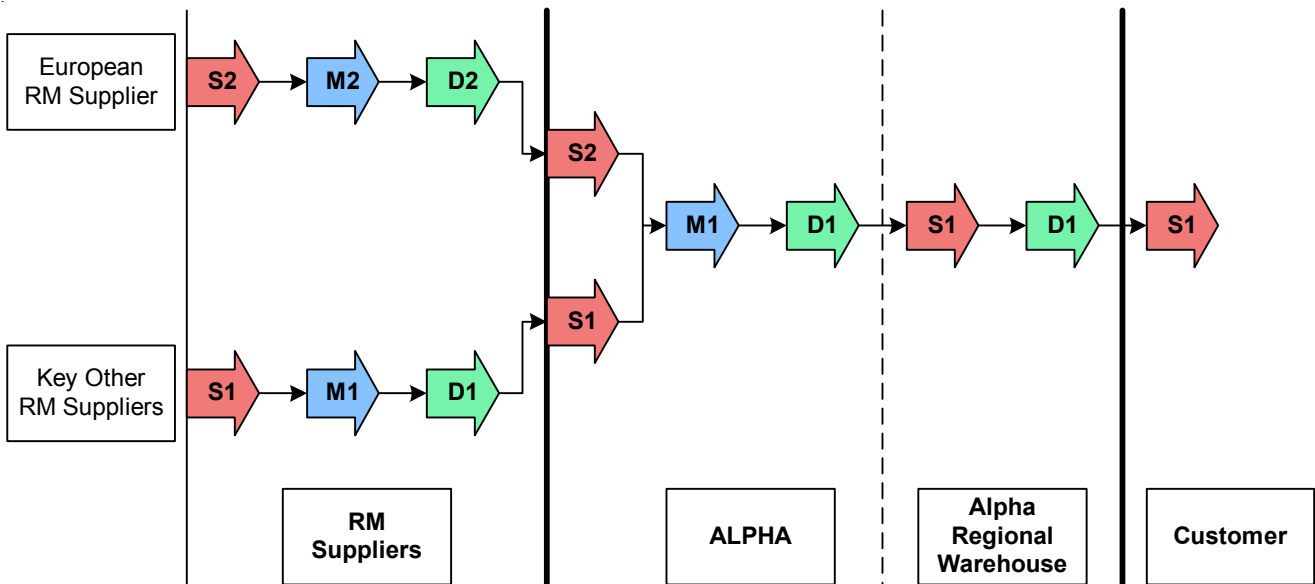 European
RM Supplier
S2
M2
D2
S2
M1
D1
S1
D1
S1
S1
Key Other
RM Suppliers
S1
M1
D1
RM
Suppliers
ALPHA
Alpha
Regional
Warehouse
Customer